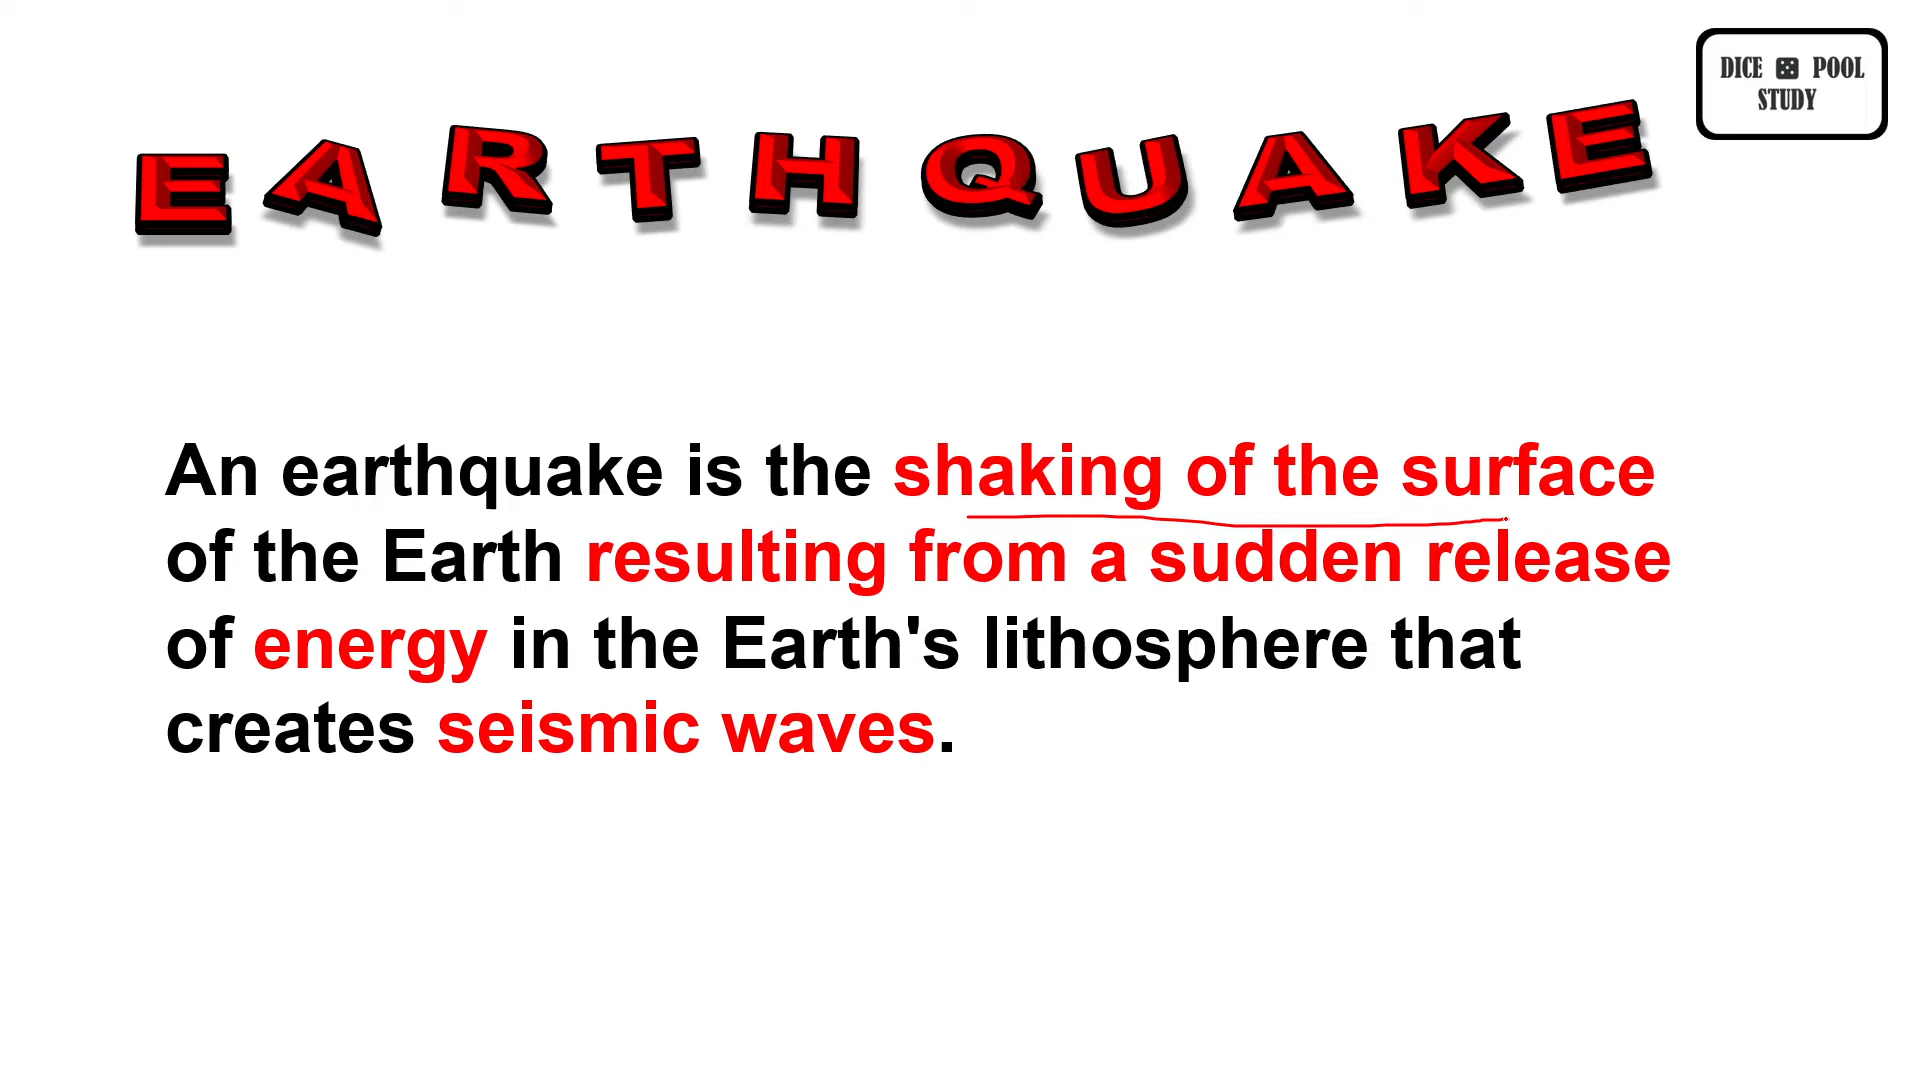 DICE POOL
STUDY
EARTHQUAKE
An earthquake is the shaking of the surface
of the Earth resulting from a sudden release
of energy in the Earth's lithosphere that
creates seismic waves.